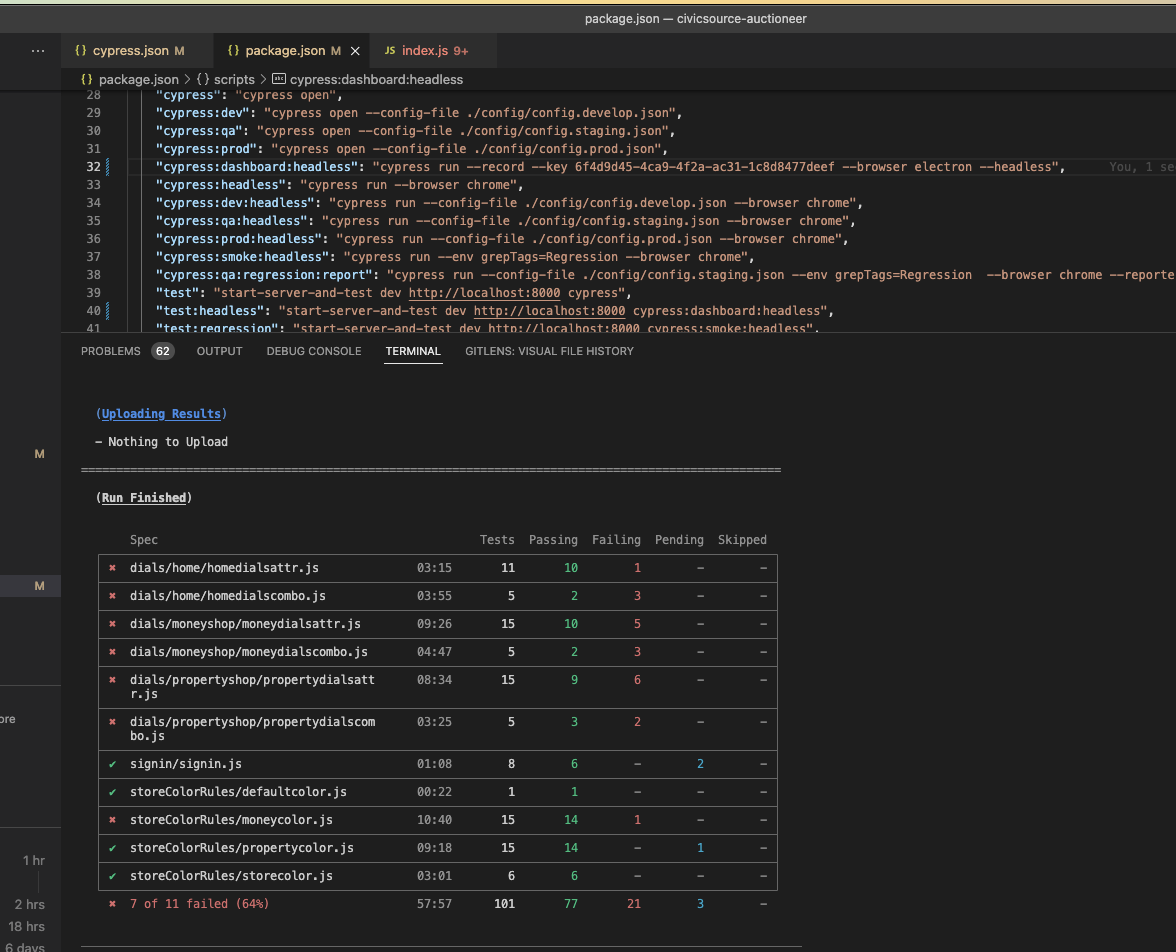 package.json — civicsource-auctioneer
··· {} cypress.json M {} package.json M × JS index.js 9+
{} package.json > {} scripts > abc cypress:dashboard:headless
28 "cypress": "cypress open",
29 "cypress:dev": "cypress open --config-file ./config/config.develop.json",
30 "cypress:qa": "cypress open --config-file ./config/config.staging.json",
31 "cypress:prod": "cypress open --config-file ./config/config.prod.json",
32 "cypress:dashboard:headless": "cypress run --record --key 6f4d9d45-4ca9-4f2a-ac31-1c8d8477deef --browser electron --headless", You, 1 se
33 "cypress:headless": "cypress run --browser chrome",
34 "cypress:dev:headless": "cypress run --config-file ./config/config.develop.json --browser chrome",
35 "cypress:qa:headless": "cypress run --config-file ./config/config.staging.json --browser chrome",
36 "cypress:prod:headless": "cypress run --config-file ./config/config.prod.json --browser chrome",
37 "cypress:smoke:headless": "cypress run --env grepTags=Regression --browser chrome",
38 "cypress:qa:regression:report": "cypress run --config-file ./config/config.staging.json --env grepTags=Regression --browser chrome --reporte
39 "test": "start-server-and-test dev http://localhost:8000 cypress",
40 "test:headless": "start-server-and-test dev http://localhost:8000 cypress:dashboard:headless",
41 "test:regression": "start-server-and-test dev http://localhost:8000 cypress:smoke:headless",
PROBLEMS 62 OUTPUT DEBUG CONSOLE TERMINAL GITLENS: VISUAL FILE HISTORY
(Uploading Results)
- Nothing to Upload
M
(Run Finished)
Spec Tests Passing Failing Pending Skipped
✖ dials/home/homedialsattr.js 03:15 11 10 1 - -
✖ dials/home/homedialscombo.js 03:55 5 2 3 - -
M
✖ dials/moneyshop/moneydialsattr.js 09:26 15 10 5 - -
✖ dials/moneyshop/moneydialscombo.js 04:47 5 2 3 - -
✖ dials/propertyshop/propertydialsatt 08:34 15 9 6 - -
r.js
✖ dials/propertyshop/propertydialscom 03:25 5 3 2 - -
bo.js
ore
✔ signin/signin.js 01:08 8 6 - 2 -
✔ storeColorRules/defaultcolor.js 00:22 1 1 - - -
✖ storeColorRules/moneycolor.js 10:40 15 14 1 - -
✔ storeColorRules/propertycolor.js 09:18 15 14 - 1 -
✔ storeColorRules/storecolor.js 03:01 6 6 - - -
✖ 7 of 11 failed (64%) 57:57 101 77 21 3 -
1 hr
2 hrs
18 hrs
6 days